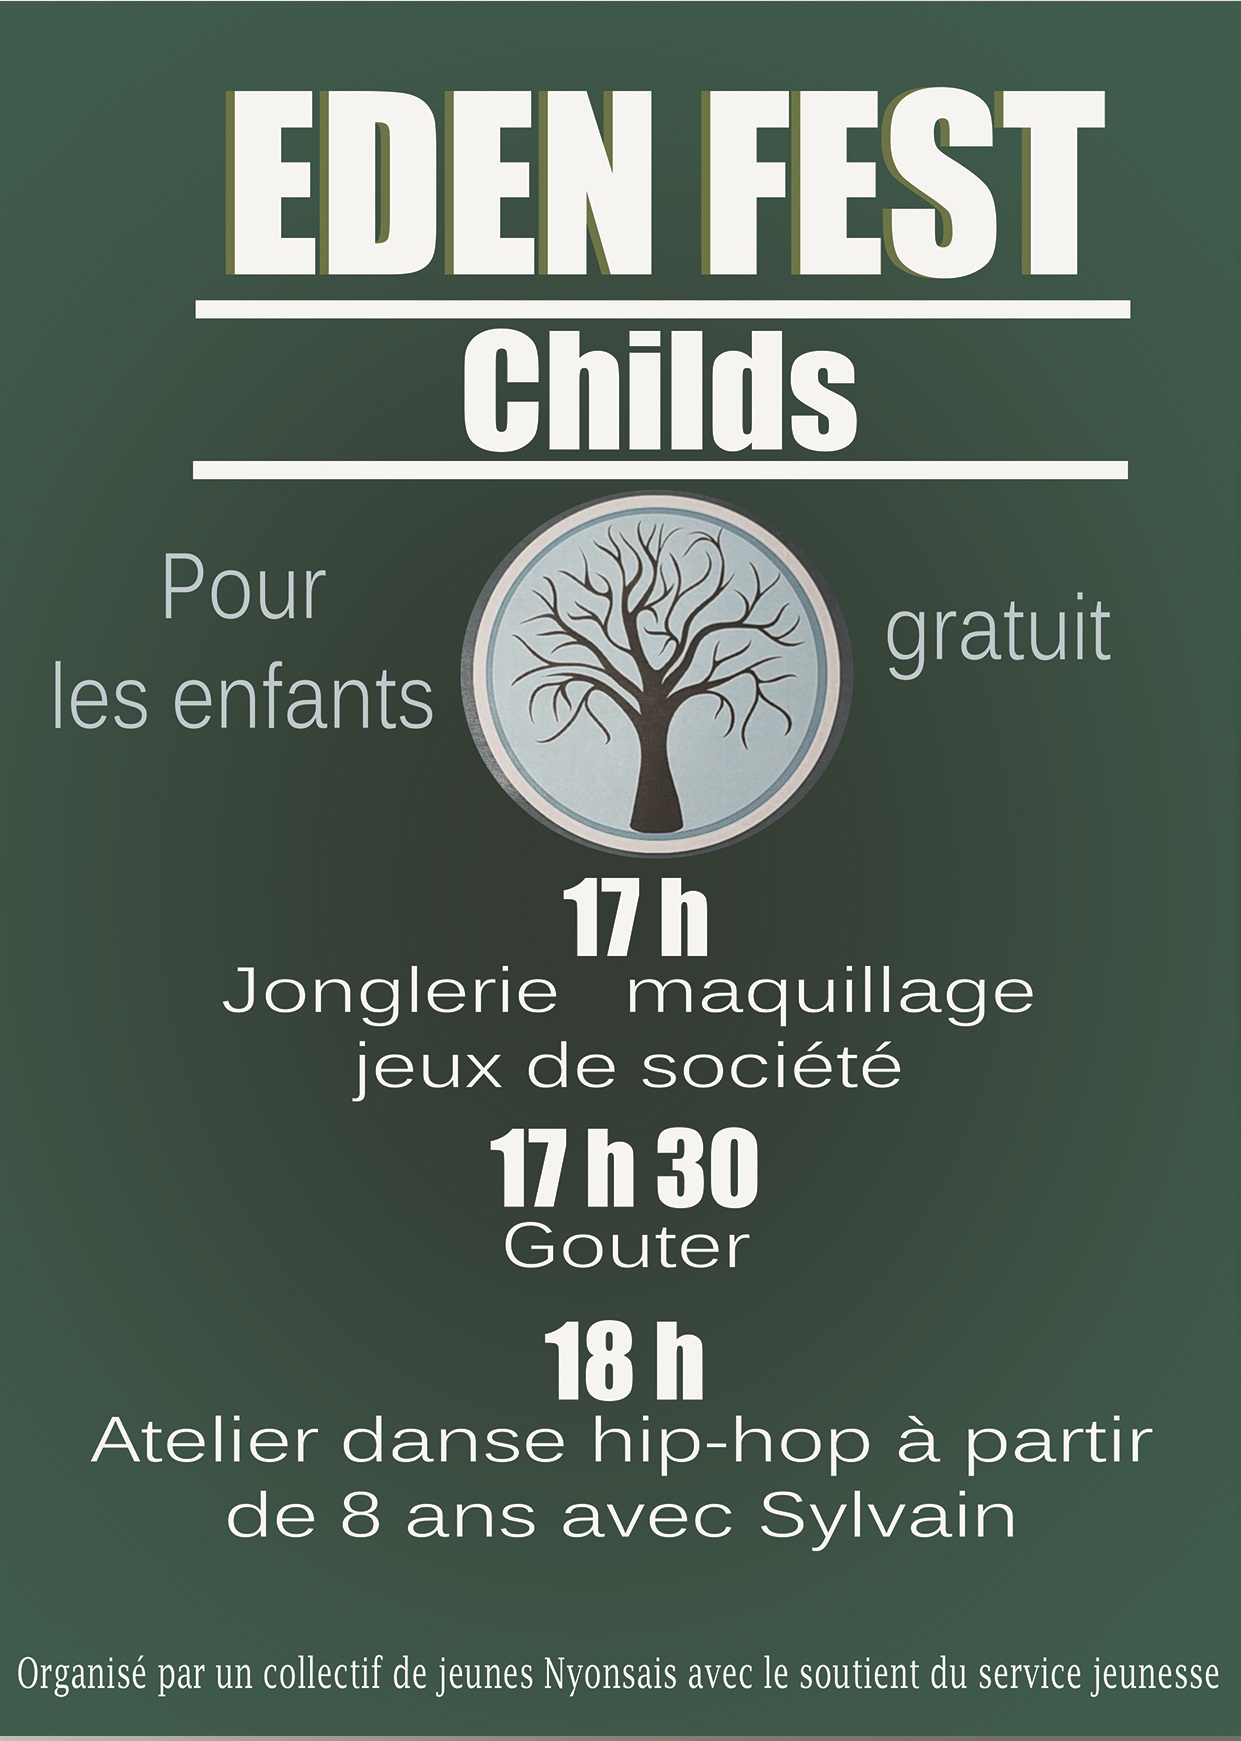 EDEN FEST
Childs
Pour
les enfants
gratuit
17 h
Jonglerie maquillage
jeux de société
17 h 30
Gouter
18 h
Atelier danse hip-hop à partir
de 8 ans avec Sylvain
Organisé par un collectif de jeunes Nyonsais avec le soutient du service jeunesse